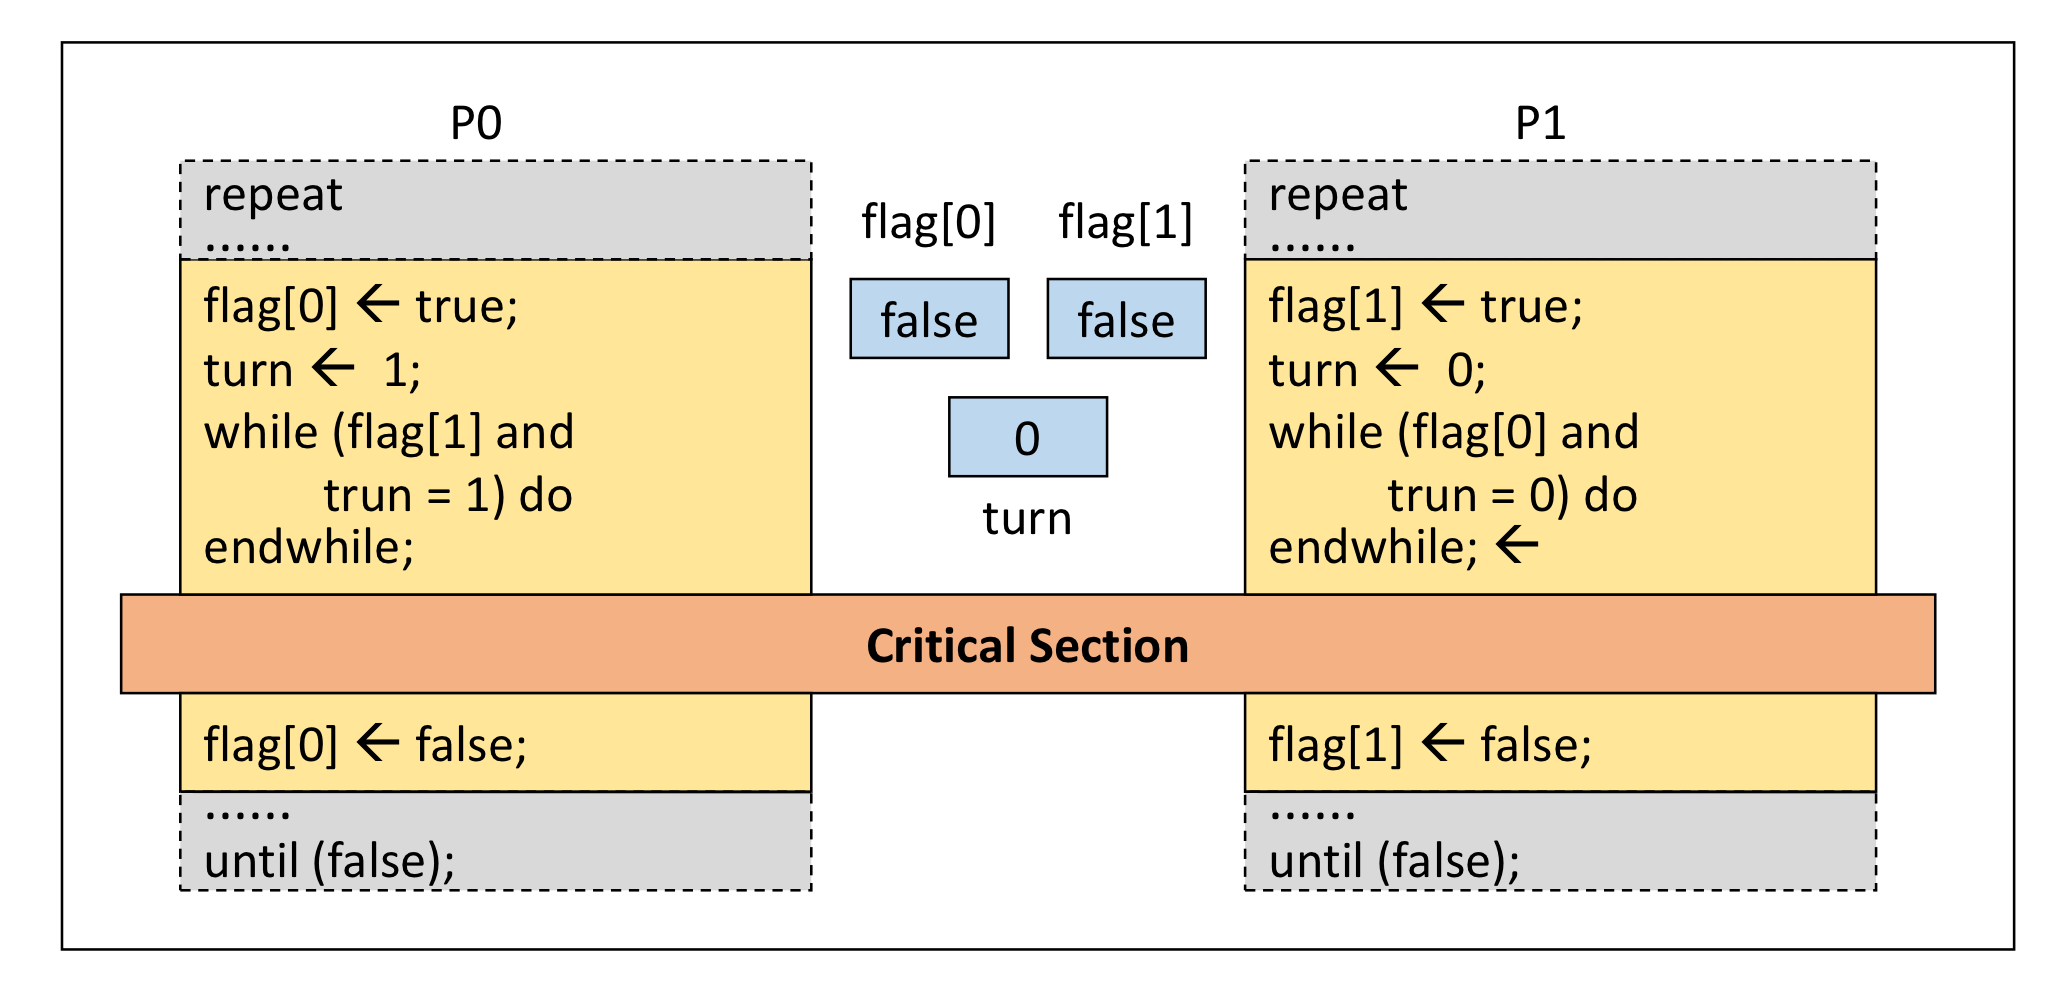 P0
repeat
......
flag[0] ← true;
turn ← 1;
while (flag[1] and
trun = 1) do
endwhile;
flag[0] flag[1]
false false
0
turn
P1
repeat
......
flag[1] ← true;
turn ← 0;
while (flag[0] and
trun = 0) do
endwhile; ←
Critical Section
flag[0] ← false;
......
until (false);
flag[1] ← false;
......
until (false);